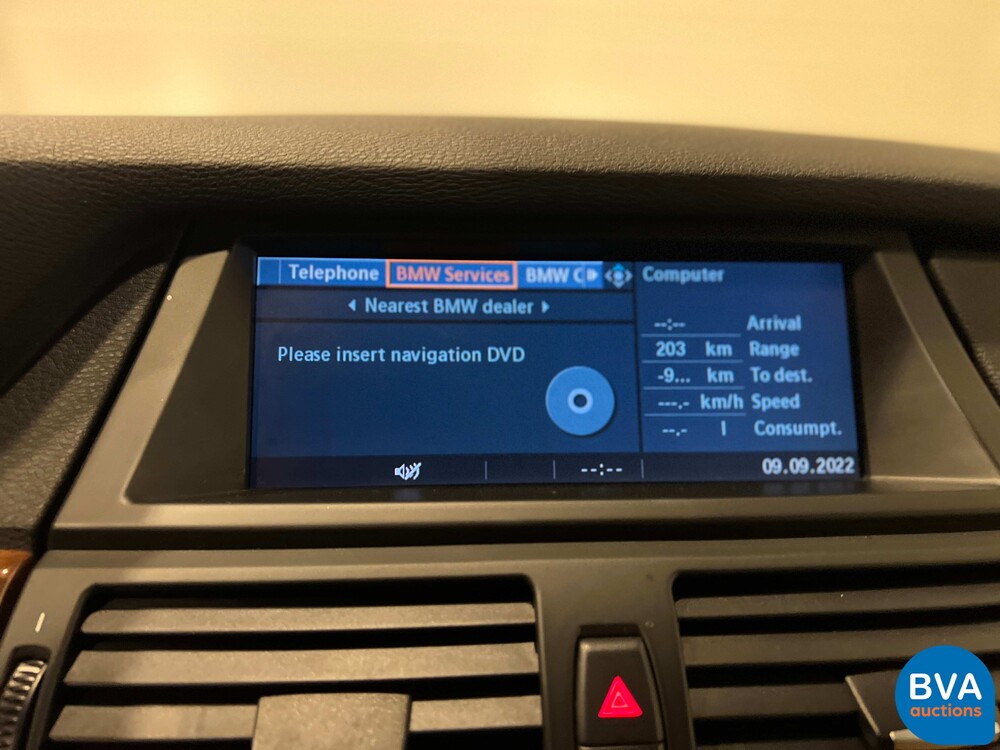 Telephone BMW Services BMW C
Nearest BMW dealer
Please insert navigation DVD
Computer
--:-- Arrival
203 km Range
-9... km To dest.
---.- km/h Speed
--.- l Consumpt.
--:-- 09.09.2022
BVA
auctions